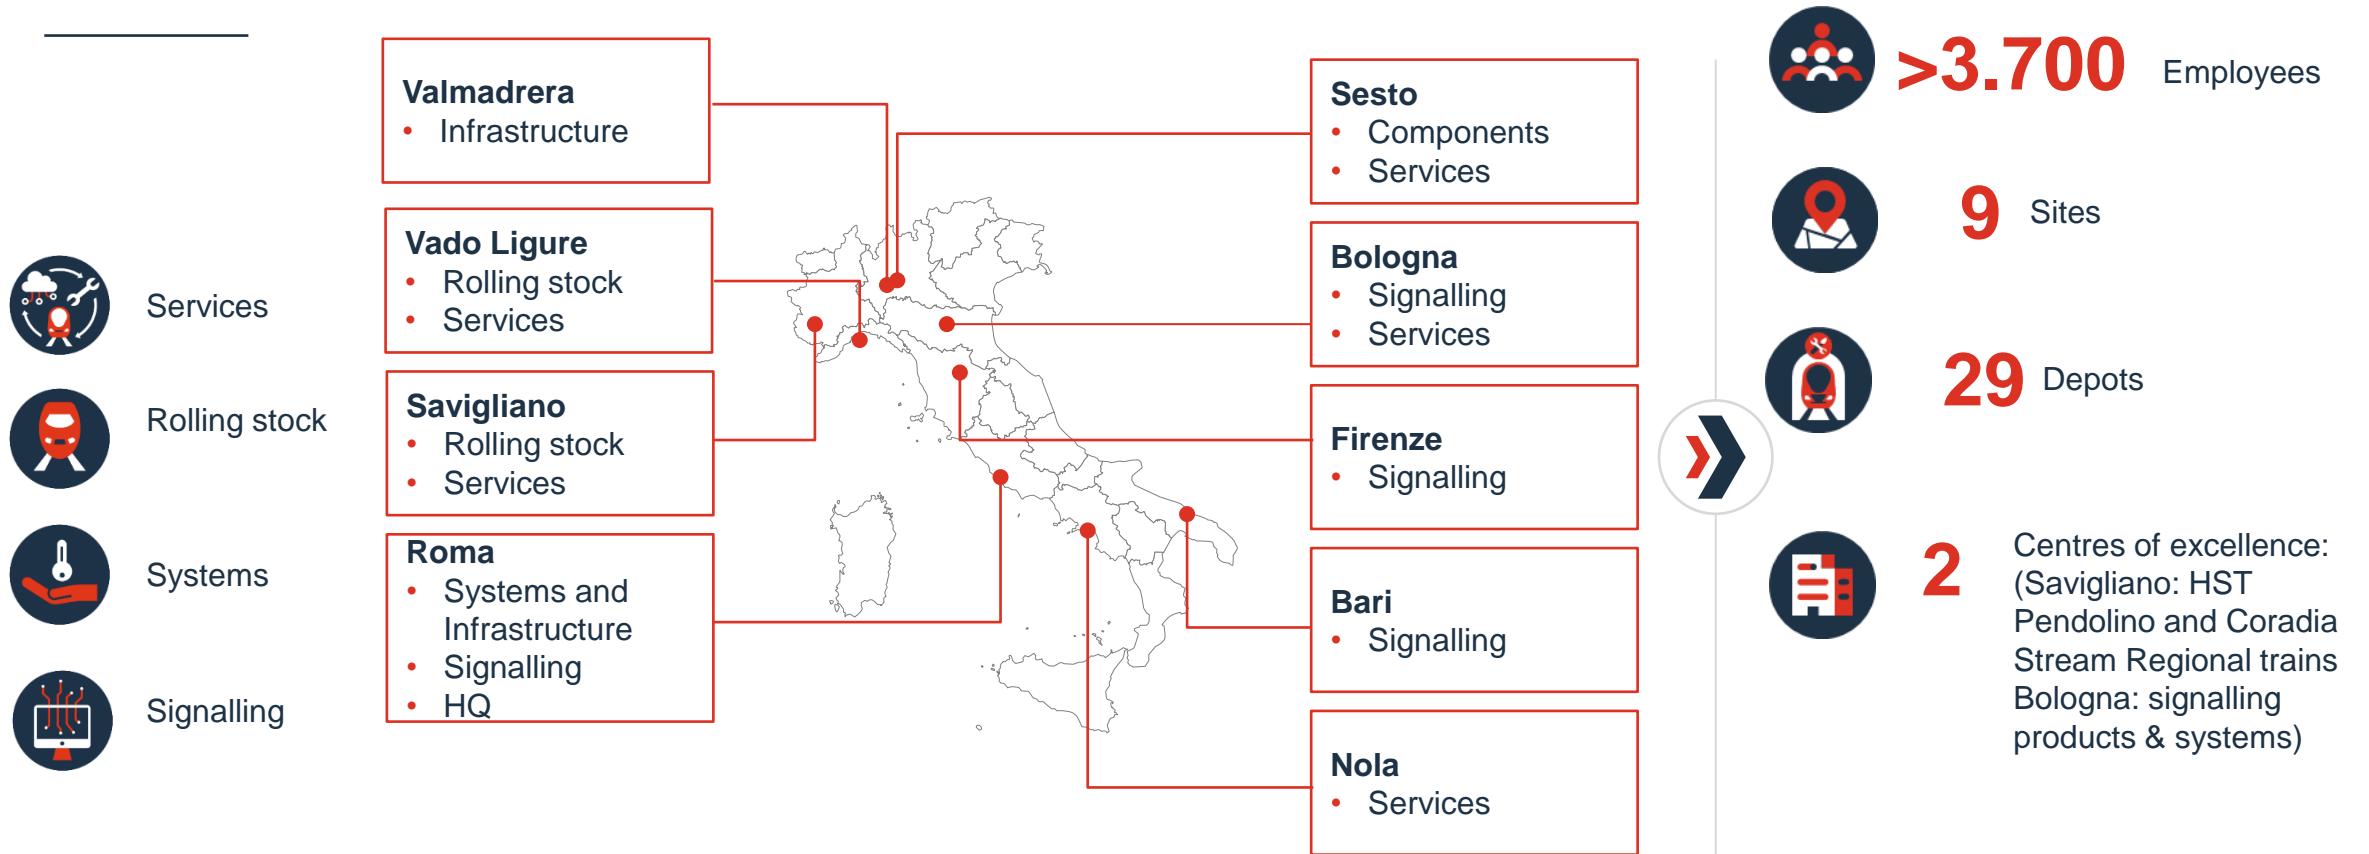 Services
Rolling stock
Systems
Signalling
Valmadrera
• Infrastructure
Vado Ligure
• Rolling stock
• Services
Savigliano
• Rolling stock
• Services
Roma
• Systems and
Infrastructure
• Signalling
• HQ
Sesto
• Components
• Services
Bologna
• Signalling
• Services
Firenze
• Signalling
Bari
• Signalling
Nola
• Services
>3.700 Employees
9 Sites
29 Depots
2 Centres of excellence:
(Savigliano: HST
Pendolino and Coradia
Stream Regional trains
Bologna: signalling
products & systems)